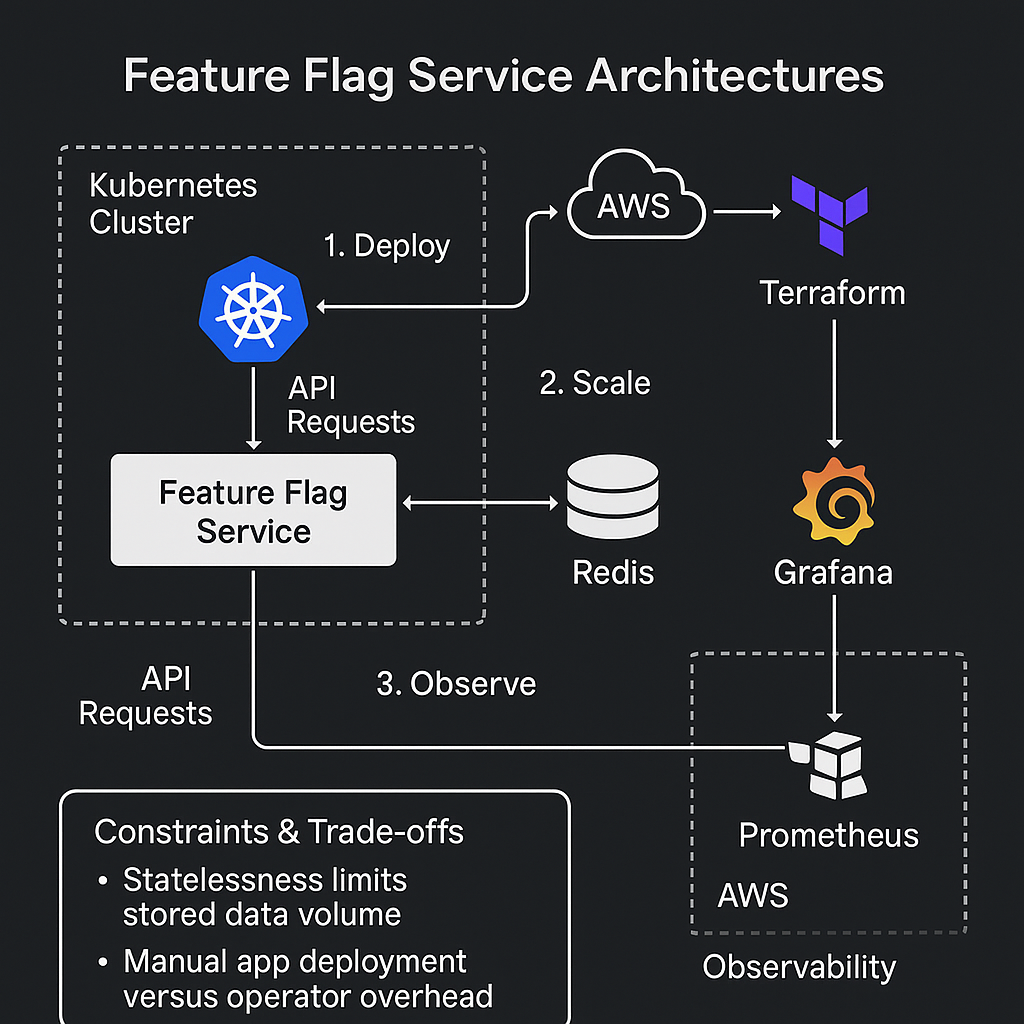 Feature Flag Service Architectures
Kubernetes
Cluster
1. Deploy
AWS
Terraform
API
Requests
2. Scale
Feature Flag
Service
Redis
Grafana
API
Requests
3. Observe
Prometheus
AWS
Observability
Constraints & Trade-offs
• Statelessness limits
stored data volume
• Manual app deployment
versus operator overhead